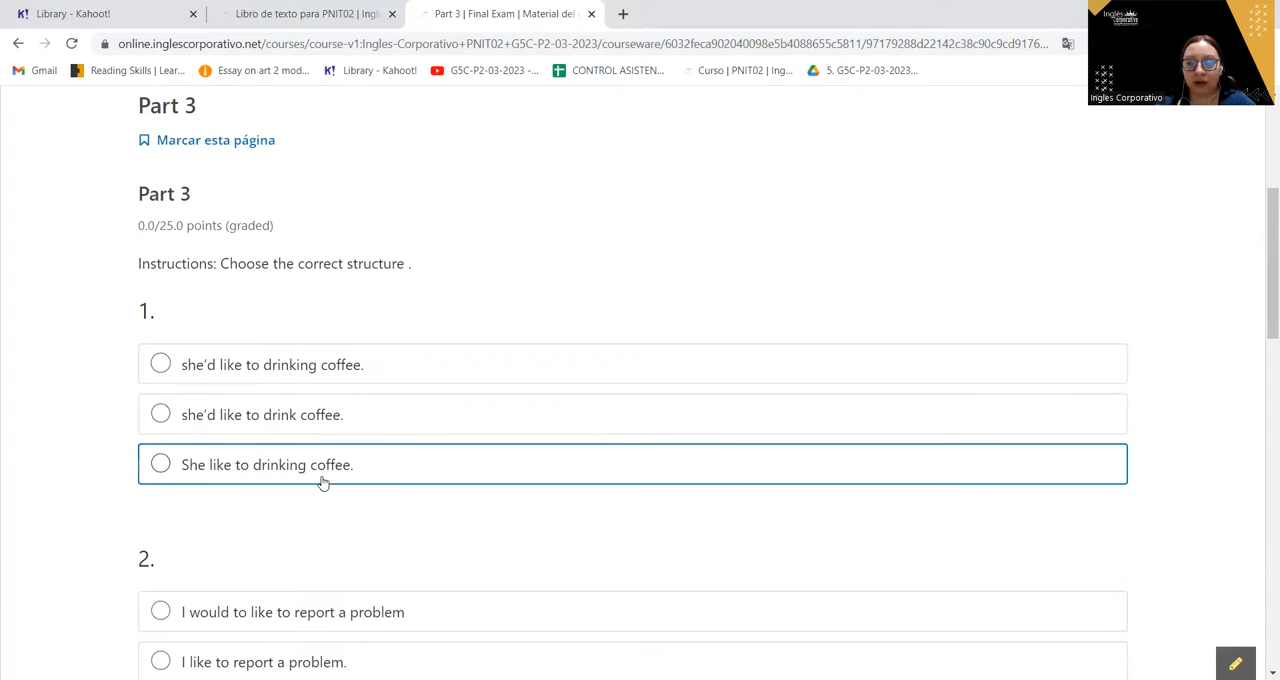 Library - Kahoot!
Libro de texto para PNIT02 | Ingl
Part 3 | Final Exam | Material del
online.inglescorporativo.net/courses/course-v1:Ingles-Corporativo+PNIT02+G5C-P2-03-2023/courseware/6032feca902040098e5b4088655c5811/97179288d22142c38c90c9cd9176...
Gmail
Reading Skills | Lear...
Essay on art 2 mod...
Library - Kahoot!
G5C-P2-03-2023 -...
CONTROL ASISTEN...
Curso | PNIT02 | Ing...
5. G5C-P2-03-2023...
Inglés
Corporativo
Ingles Corporativo
Part 3
Marcar esta página
Part 3
0.0/25.0 points (graded)
Instructions: Choose the correct structure .
1.
she'd like to drinking coffee.
she'd like to drink coffee.
She like to drinking coffee.
2.
I would to like to report a problem
I like to report a problem.